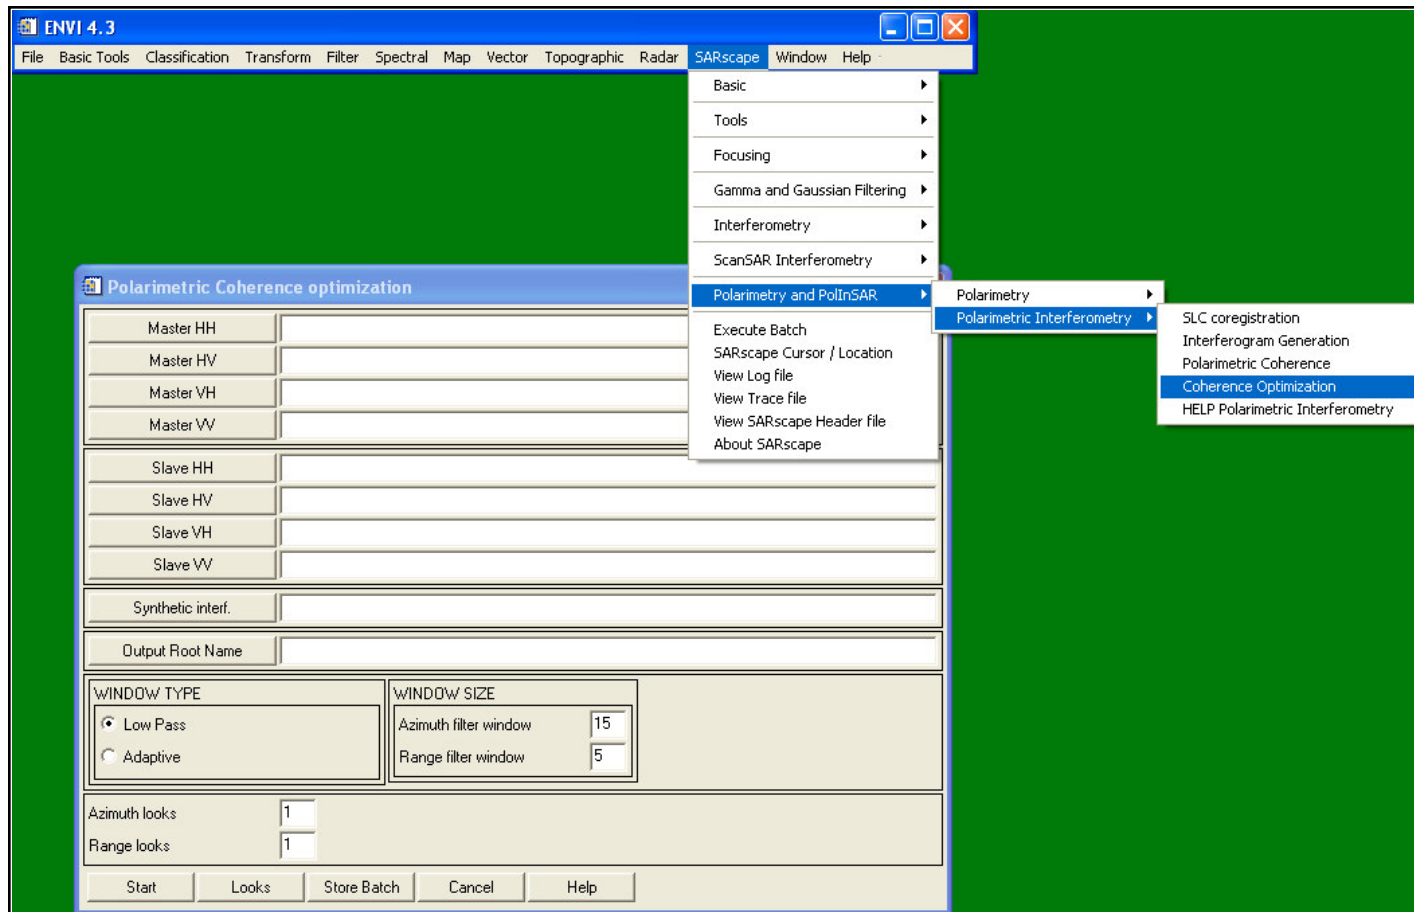 ENVI 4.3
File Basic Tools Classification Transform Filter Spectral Map Vector Topographic Radar SARscape Window Help
Basic
Tools
Focusing
Gamma and Gaussian Filtering
Interferometry
ScanSAR Interferometry
Polarimetry and PolInSAR
Execute Batch
SARscape Cursor / Location
View Log file
View Trace file
View SARscape Header file
About SARscape
Polarimetry
Polarimetric Interferometry
SLC coregistration
Interferogram Generation
Polarimetric Coherence
Coherence Optimization
HELP Polarimetric Interferometry
Polarimetric Coherence optimization
Master HH
Master HV
Master VH
Master VV
Slave HH
Slave HV
Slave VH
Slave VV
Synthetic interf.
Output Root Name
WINDOW TYPE
Low Pass
Adaptive
WINDOW SIZE
Azimuth filter window 15
Range filter window 5
Azimuth looks 1
Range looks 1
Start Looks Store Batch Cancel Help